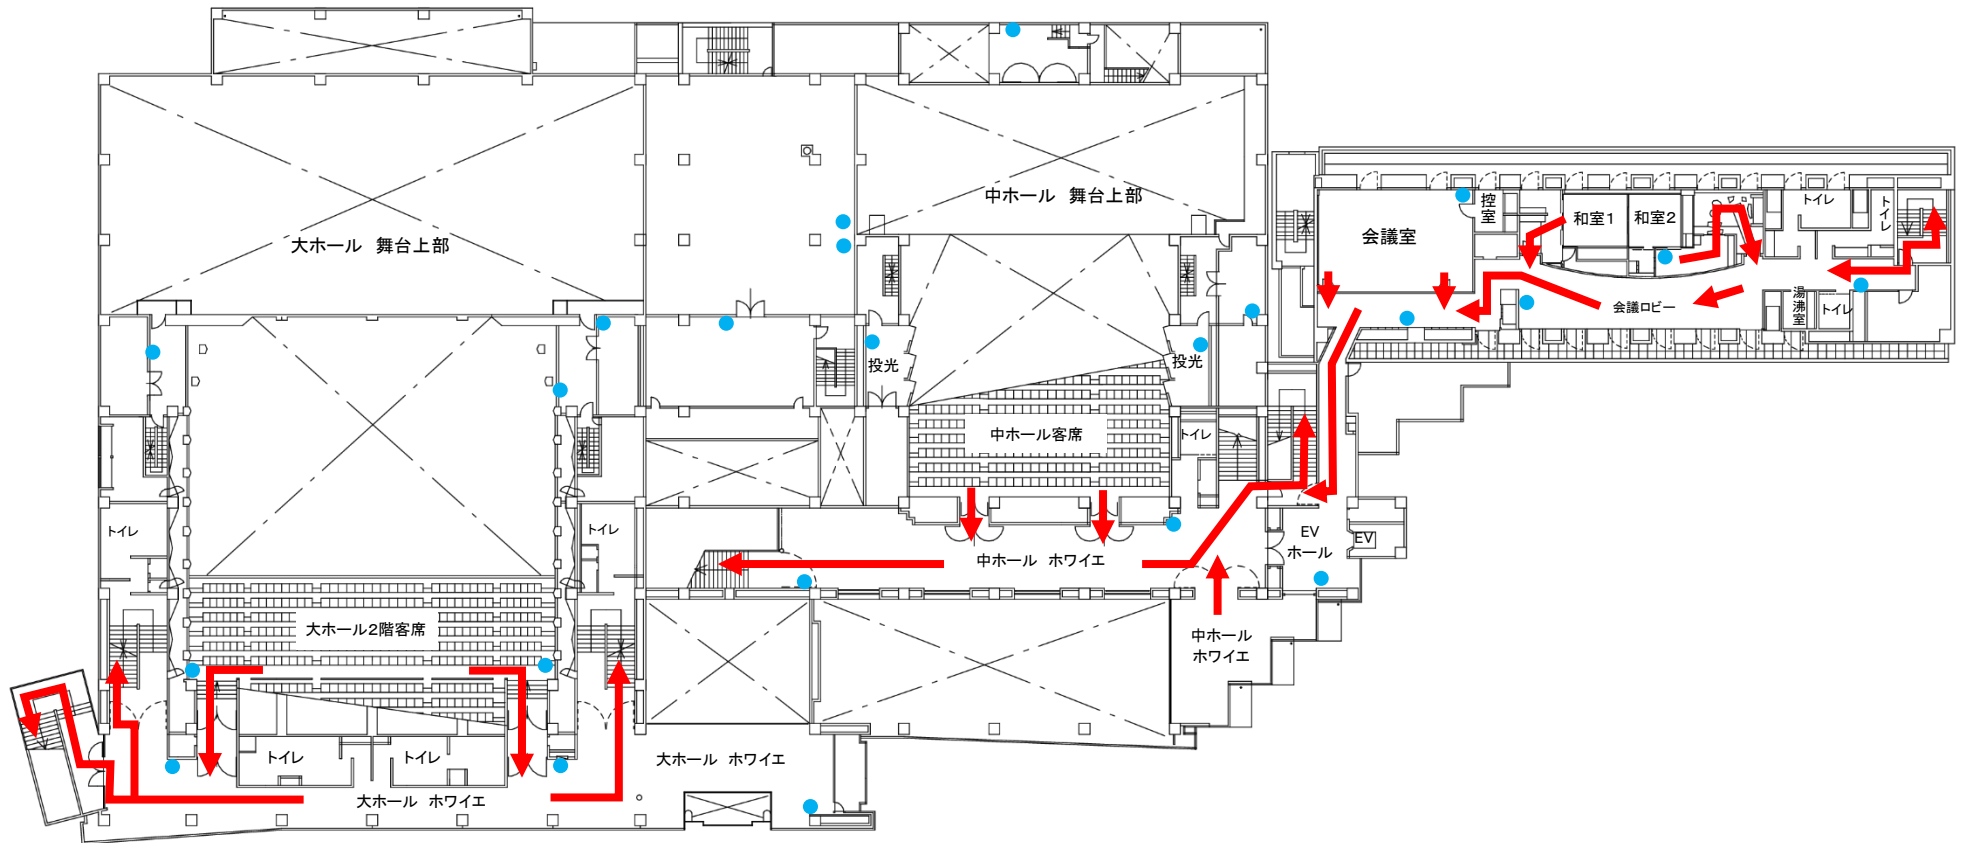 大ホール 舞台上部
中ホール 舞台上部
会議室
控室
和室1
和室2
トイレ
トイレ
会議ロビー
湯沸室
トイレ
投光
投光
中ホール客席
トイレ
トイレ
トイレ
EV
ホール
EV
中ホール ホワイエ
大ホール2階客席
中ホール
ホワイエ
トイレ
トイレ
大ホール ホワイエ
大ホール ホワイエ